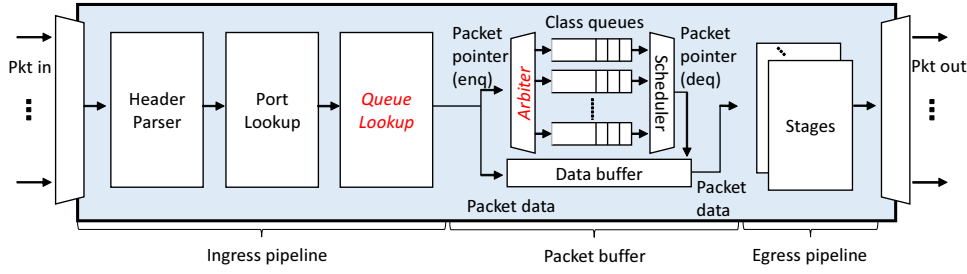 Pkt in
Header
Parser
Port
Lookup
Queue
Lookup
Packet
pointer
(enq)
Arbiter
Class queues
Scheduler
Packet
pointer
(deq)
Data buffer
Packet data
Packet
data
Stages
Pkt out
Ingress pipeline
Packet buffer
Egress pipeline